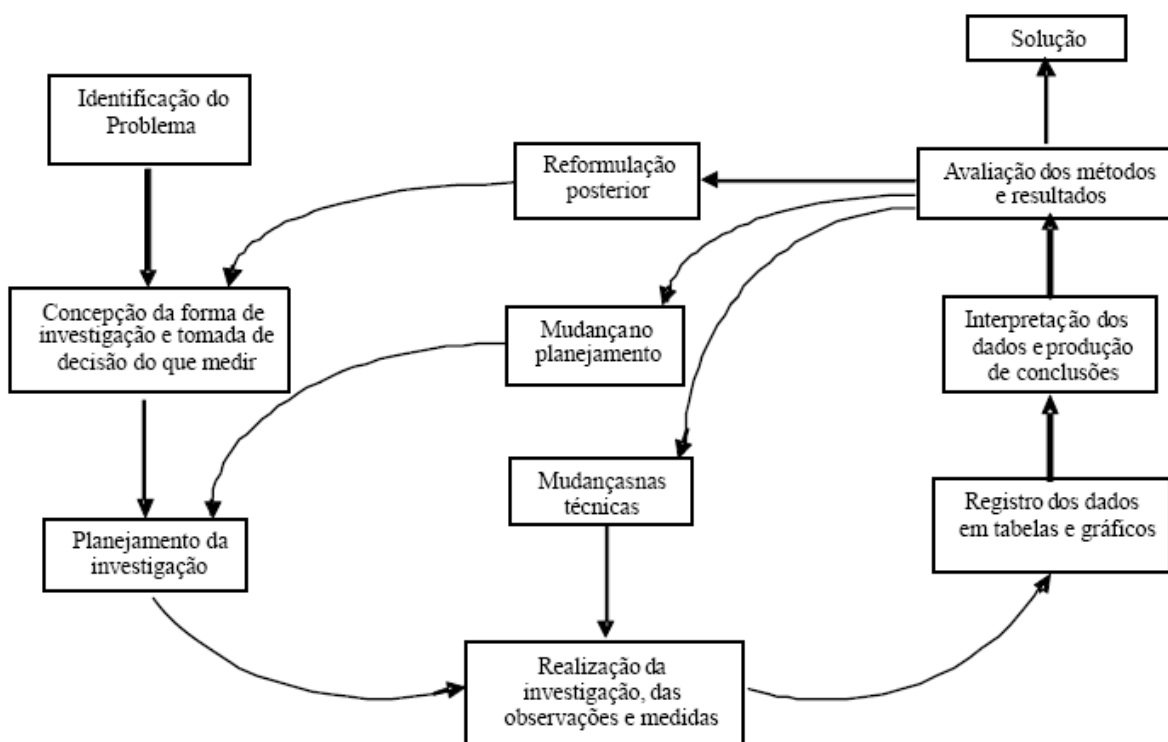 Solução
Identificação do
Problema
Reformulação
posterior
Avaliação dos métodos
e resultados
Concepção da forma de
investigação e tomada de
decisão do que medir
Mudançano
planejamento
Interpretação dos
dados eprodução
de conclusões
Mudançasnas
técnicas
Registro dos dados
em tabelas e gráficos
Planejamento da
investigação
Realização da
investigação, das
observações e medidas